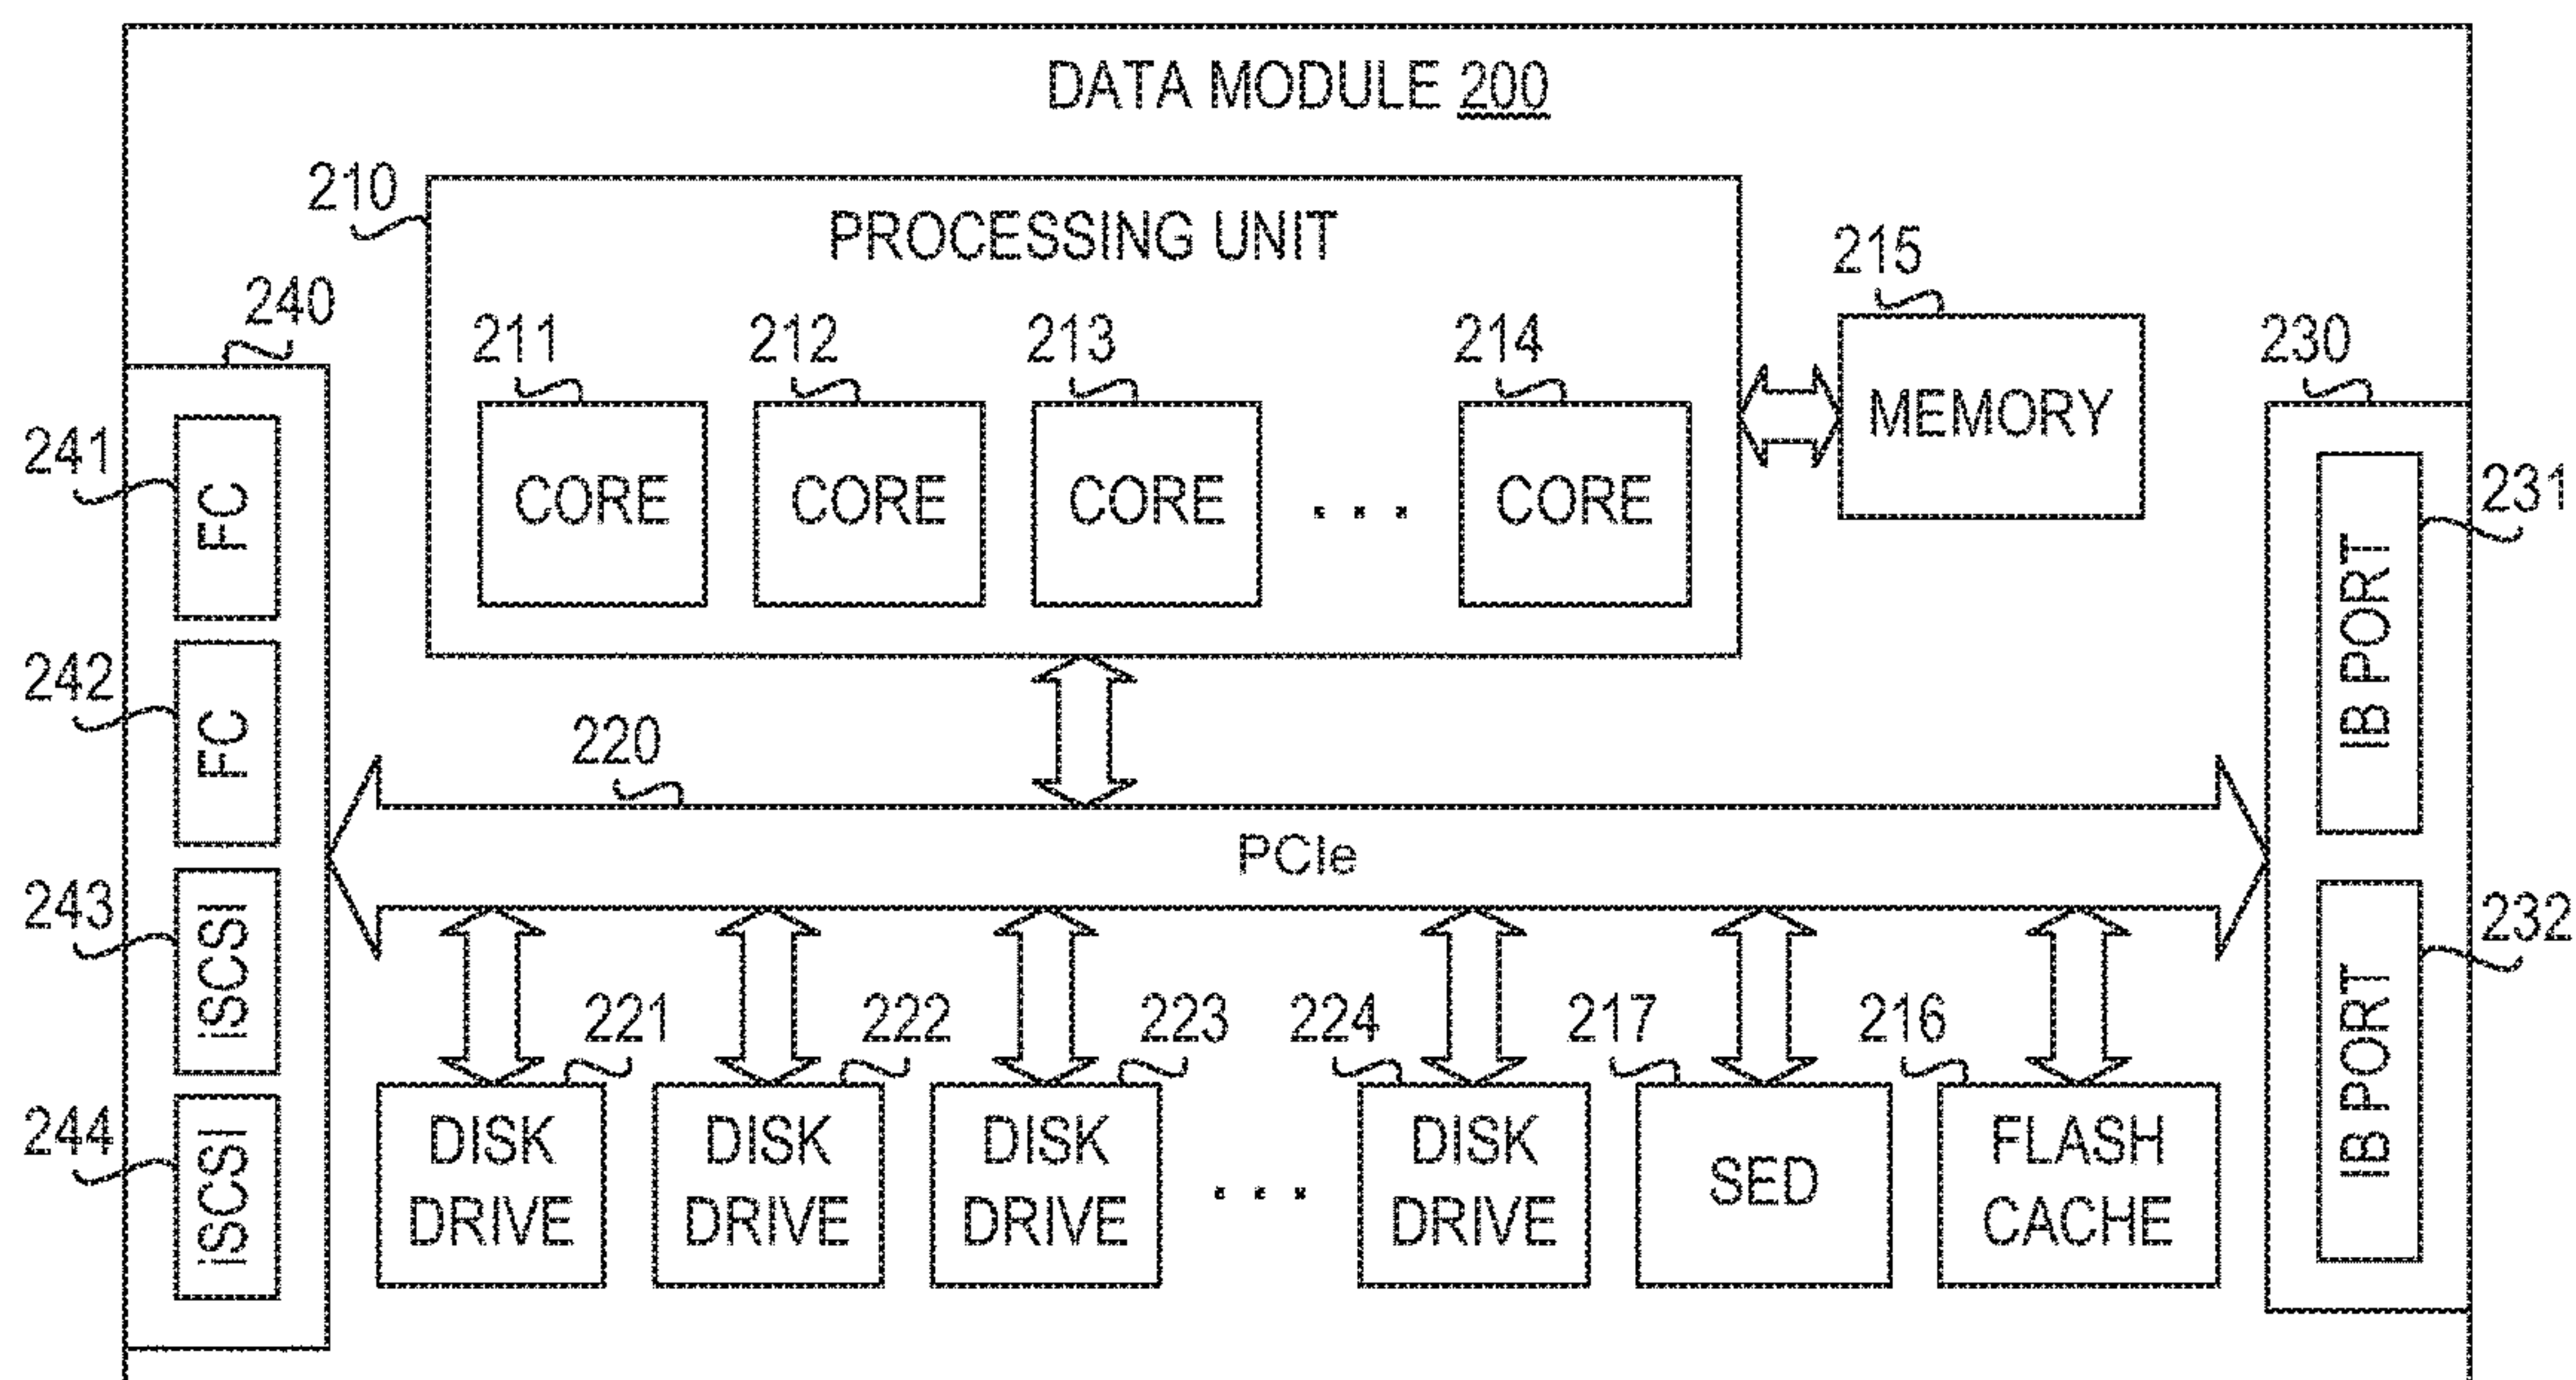 DATA MODULE 200
210
PROCESSING UNIT
215
240
211
212
213
214
230
MEMORY
241
FC
CORE
CORE
CORE
. . .
CORE
231
IB PORT
242
FC
220
PCIe
243
iSCSI
232
IB PORT
221
222
223
224
217
216
244
iSCSI
DISK
DRIVE
DISK
DRIVE
DISK
DRIVE
. . .
DISK
DRIVE
SED
FLASH
CACHE